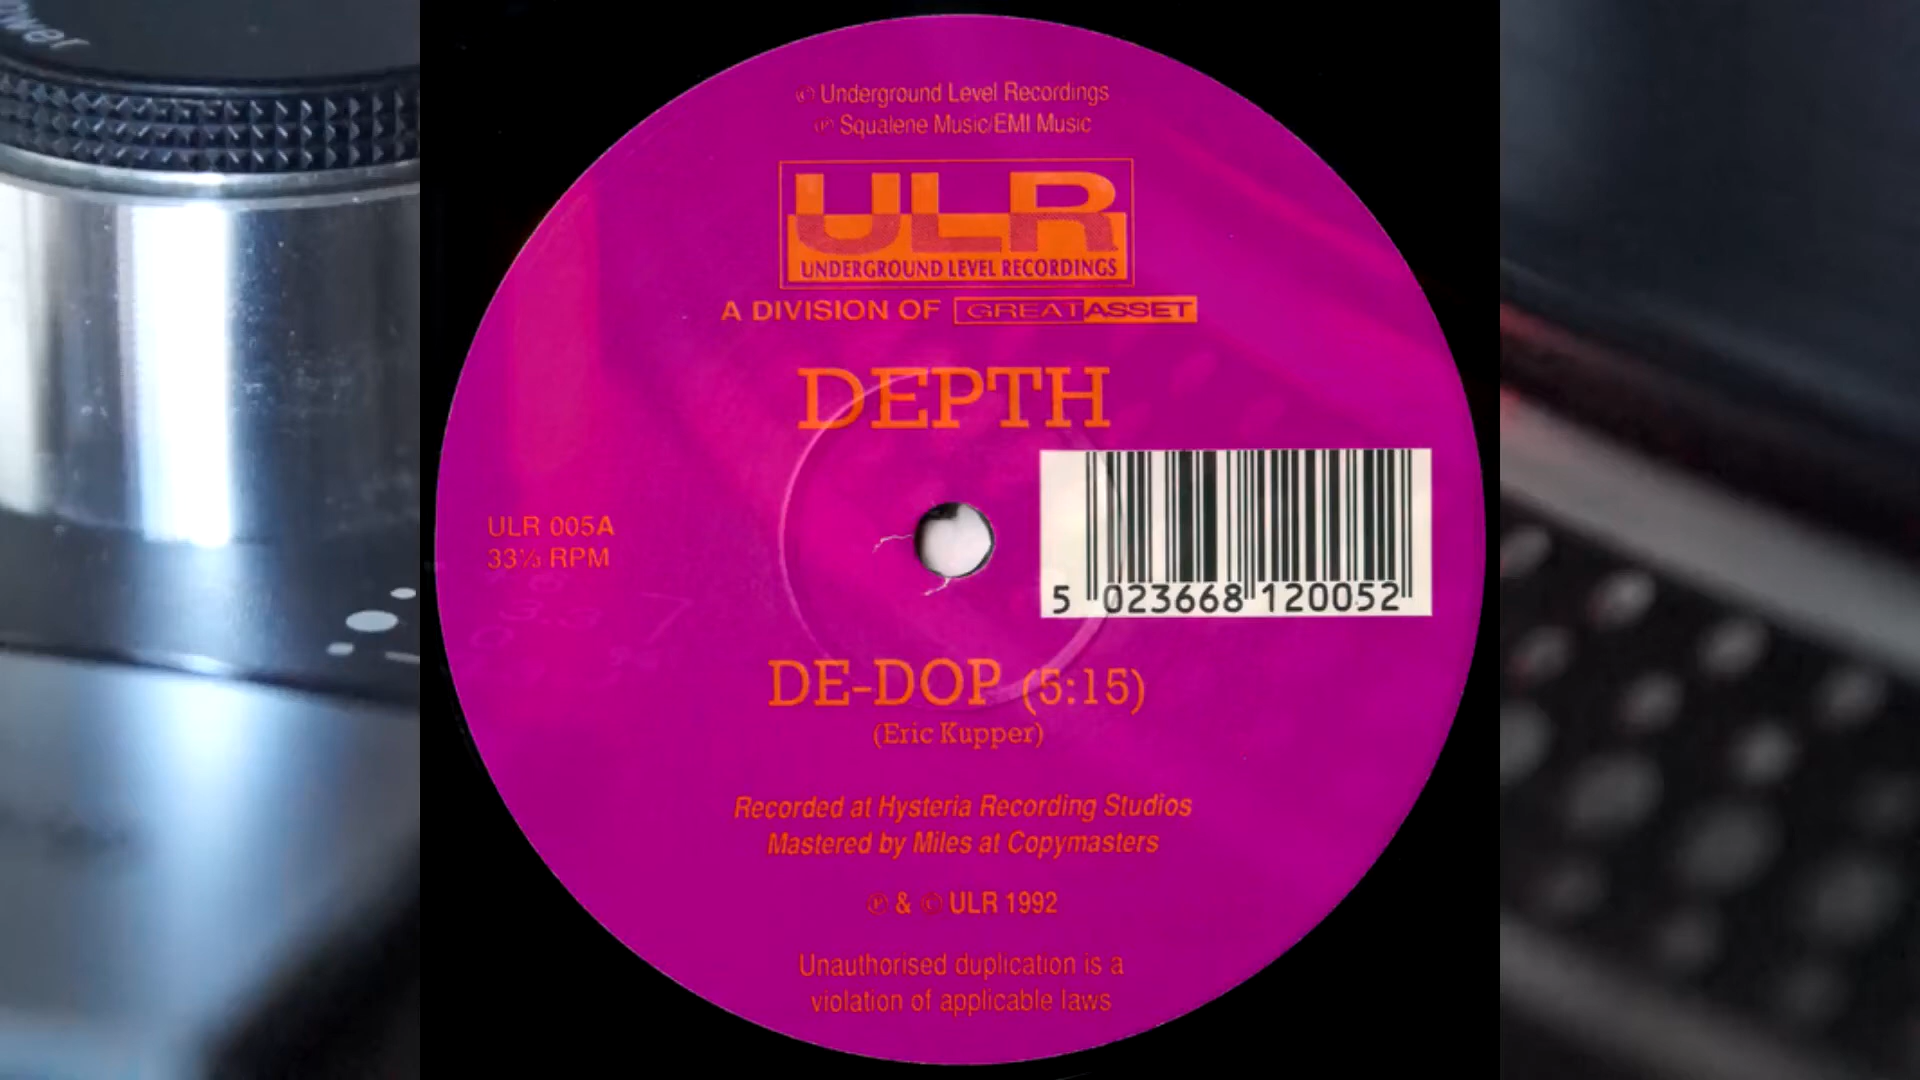 ower
© Underground Level Recordings
℗ Squalene Music/EMI Music
ULR
UNDERGROUND LEVEL RECORDINGS
A DIVISION OF GREATASSET
DEPTH
ULR 005A
33⅓ RPM
5 023668 120052
DE-DOP (5:15)
(Eric Kupper)
Recorded at Hysteria Recording Studios
Mastered by Miles at Copymasters
℗ & © ULR 1992
Unauthorised duplication is a
violation of applicable laws